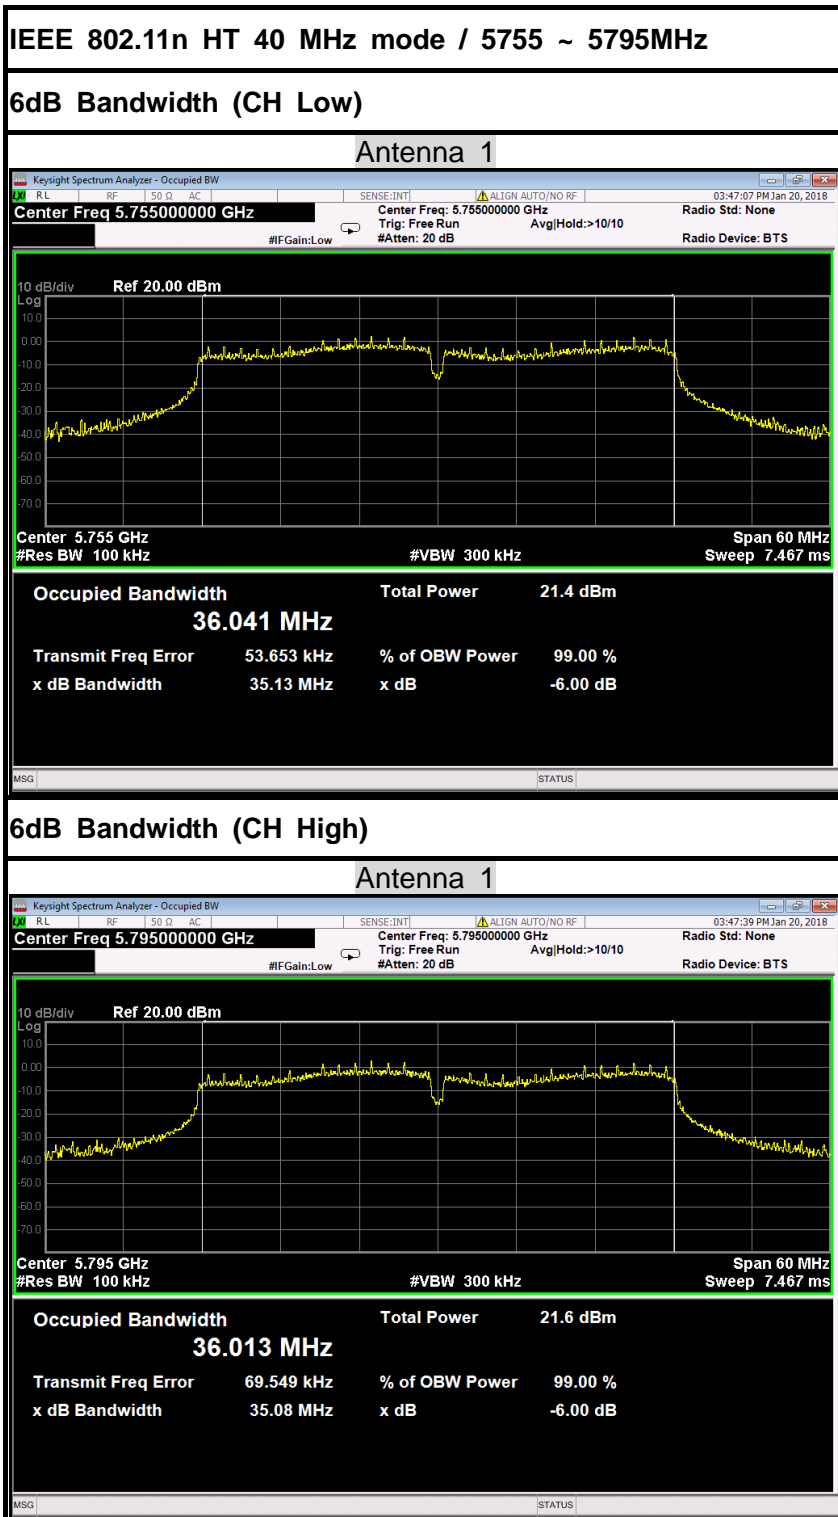 IEEE 802.11n HT 40 MHz mode / 5755 ~ 5795MHz
6dB Bandwidth (CH Low)
Antenna 1
Keysight Spectrum Analyzer - Occupied BW
LXI RL RF 50 Ω AC SENSE:INT ALIGN AUTO/NO RF 03:47:07 PM Jan 20, 2018
Center Freq 5.755000000 GHz Center Freq: 5.755000000 GHz Radio Std: None
Trig: Free Run Avg|Hold:>10/10
#IFGain:Low #Atten: 20 dB Radio Device: BTS
10 dB/div Ref 20.00 dBm
Log
10.0
0.00
-10.0
-20.0
-30.0
-40.0
-50.0
-60.0
-70.0
Center 5.755 GHz Span 60 MHz
#Res BW 100 kHz #VBW 300 kHz Sweep 7.467 ms
Occupied Bandwidth Total Power 21.4 dBm
36.041 MHz
Transmit Freq Error 53.653 kHz % of OBW Power 99.00 %
x dB Bandwidth 35.13 MHz x dB -6.00 dB
MSG STATUS
6dB Bandwidth (CH High)
Antenna 1
Keysight Spectrum Analyzer - Occupied BW
LXI RL RF 50 Ω AC SENSE:INT ALIGN AUTO/NO RF 03:47:39 PM Jan 20, 2018
Center Freq 5.795000000 GHz Center Freq: 5.795000000 GHz Radio Std: None
Trig: Free Run Avg|Hold:>10/10
#IFGain:Low #Atten: 20 dB Radio Device: BTS
10 dB/div Ref 20.00 dBm
Log
10.0
0.00
-10.0
-20.0
-30.0
-40.0
-50.0
-60.0
-70.0
Center 5.795 GHz Span 60 MHz
#Res BW 100 kHz #VBW 300 kHz Sweep 7.467 ms
Occupied Bandwidth Total Power 21.6 dBm
36.013 MHz
Transmit Freq Error 69.549 kHz % of OBW Power 99.00 %
x dB Bandwidth 35.08 MHz x dB -6.00 dB
MSG STATUS